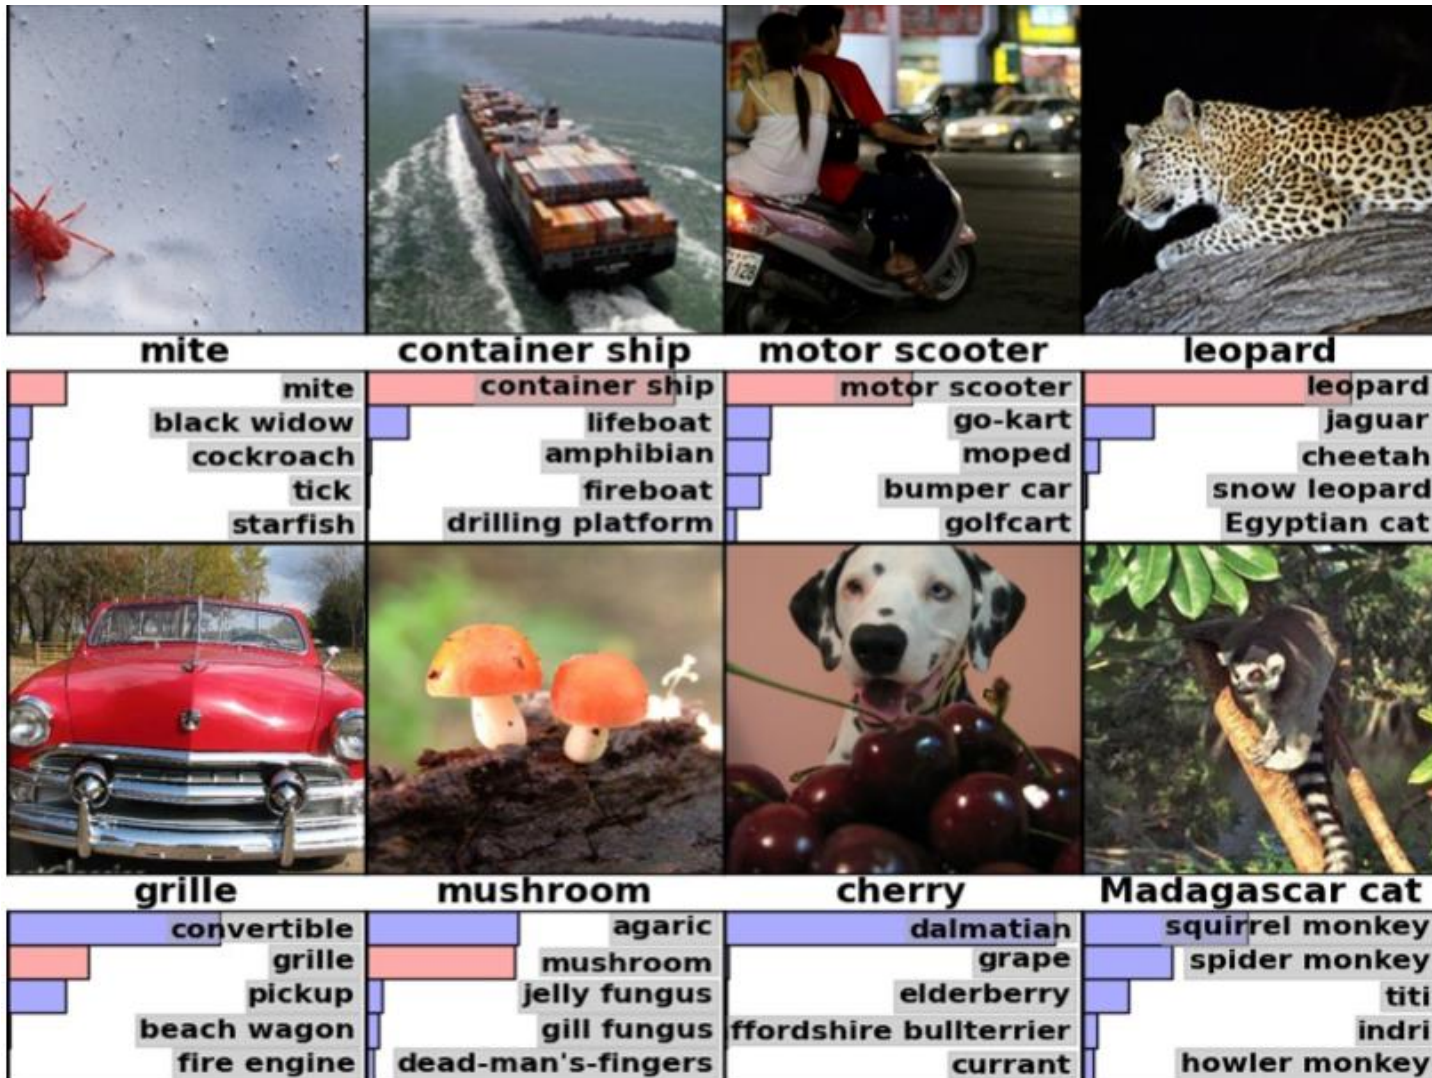 128
mite
container ship
motor scooter
leopard
mite
black widow
cockroach
tick
starfish
container ship
lifeboat
amphibian
fireboat
drilling platform
motor scooter
go-kart
moped
bumper car
golfcart
leopard
jaguar
cheetah
snow leopard
Egyptian cat
grille
mushroom
cherry
Madagascar cat
convertible
grille
pickup
beach wagon
fire engine
agaric
mushroom
jelly fungus
gill fungus
dead-man's-fingers
dalmatian
grape
elderberry
ffordshire bullterrier
currant
squirrel monkey
spider monkey
titi
indri
howler monkey